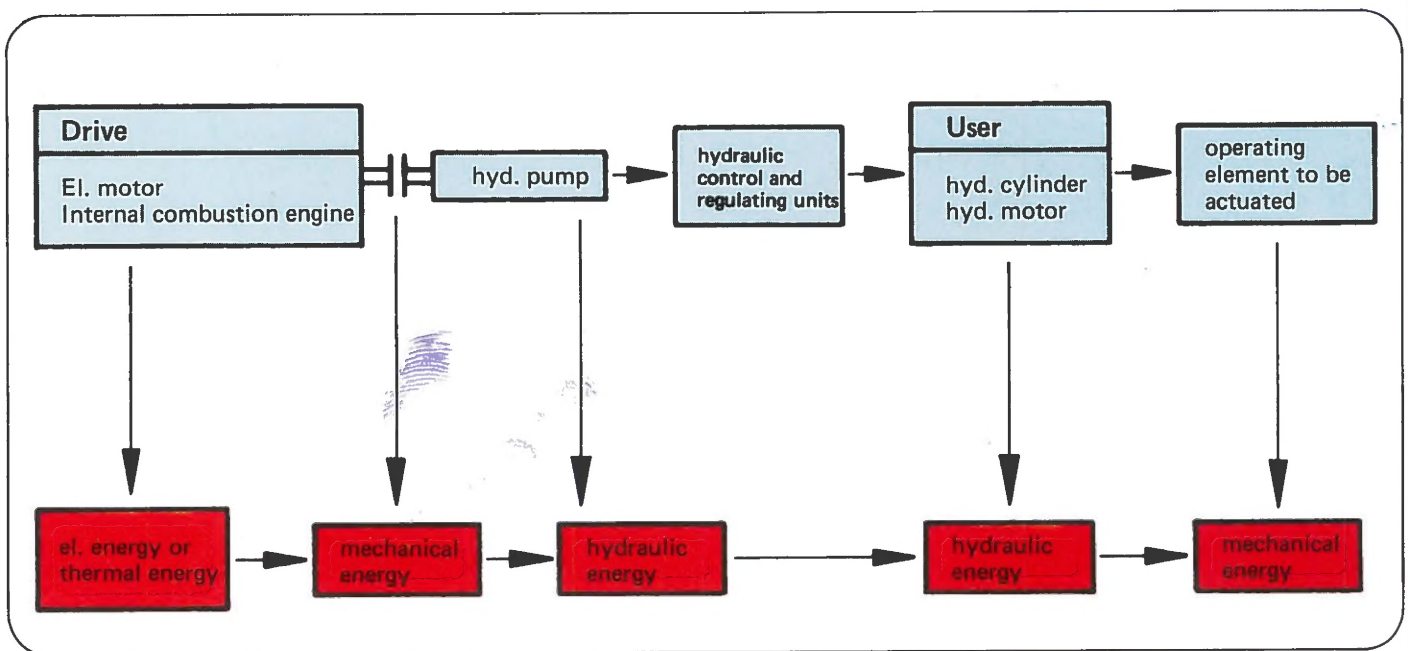 Drive
El. motor
Internal combustion engine
hyd. pump
hydraulic
control and
regulating units
User
hyd. cylinder
hyd. motor
operating
element to be
actuated
el. energy or
thermal energy
mechanical
energy
hydraulic
energy
hydraulic
energy
mechanical
energy